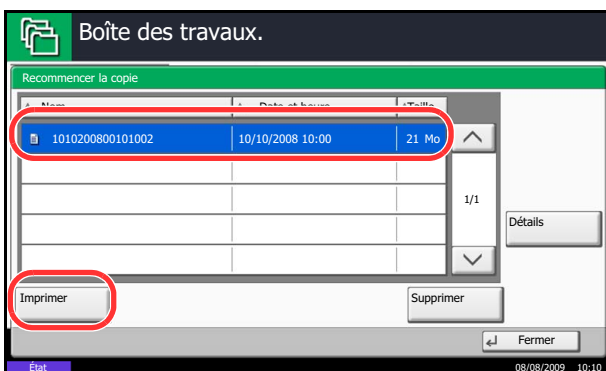 Boîte des travaux.
Recommencer la copie
Nom Date et heure Taille
1010200800101002 10/10/2008 10:00 21 Mo
1/1
Détails
Imprimer Supprimer
Fermer
État 08/08/2009 10:10